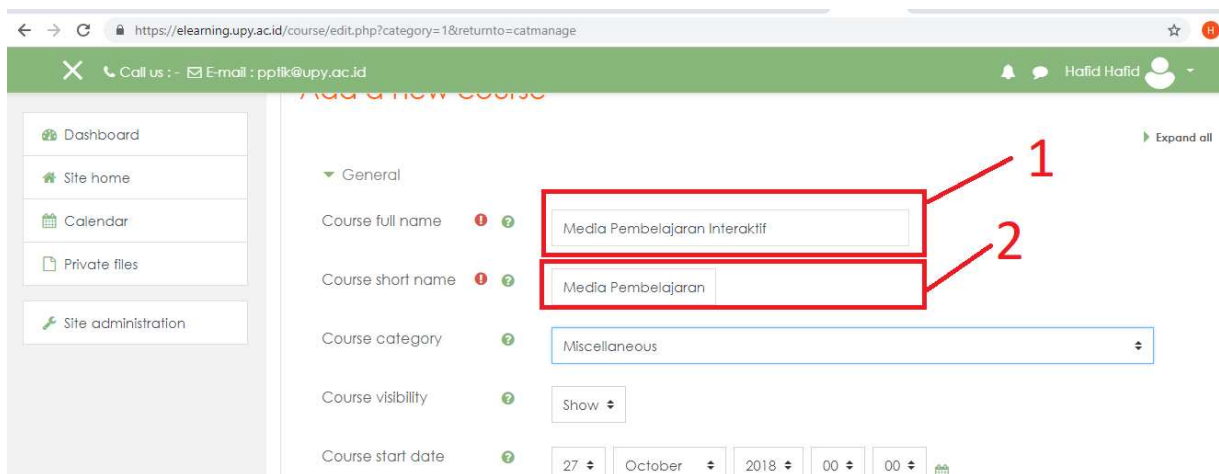 https://elearning.upy.ac.id/course/edit.php?category=1&returnto=catmanage
H
Call us : - E-mail : pptik@upy.ac.id
Hafid Hafid
Add a new course
Dashboard
Expand all
1
Site home
General
Calendar
Course full name
Media Pembelajaran Interaktif
2
Private files
Course short name
Media Pembelajaran
Site administration
Course category
Miscellaneous
Course visibility
Show
Course start date
27 October 2018 00 00